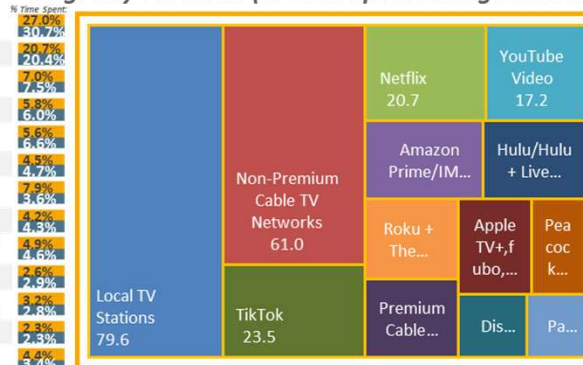 % Time Spent:
27.0%
30.7%
20.7%
20.4%
7.0%
7.5%
5.8%
6.0%
5.6%
6.6%
4.5%
4.7%
7.9%
3.6%
4.2%
4.3%
4.9%
4.6%
2.6%
2.9%
3.2%
2.8%
2.3%
2.3%
4.4%
3.4%
Local TV
Stations
79.6
Non-Premium
Cable TV
Networks
61.0
TikTok
23.5
Netflix
20.7
YouTube
Video
17.2
Amazon
Prime/IM...
Hulu/Hulu
+ Live...
Roku +
The...
Apple
TV+,f
ubo,...
Pea
coc
k...
Premium
Cable...
Dis...
Pa...